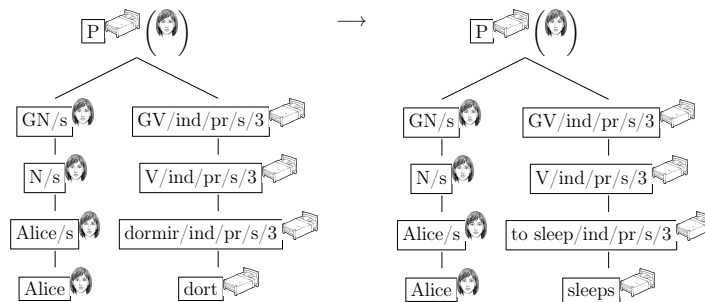 P ( ) → P ( )
GN/s GV/ind/pr/s/3 GN/s GV/ind/pr/s/3
N/s V/ind/pr/s/3 N/s V/ind/pr/s/3
Alice/s dormir/ind/pr/s/3 Alice/s to sleep/ind/pr/s/3
Alice dort Alice sleeps